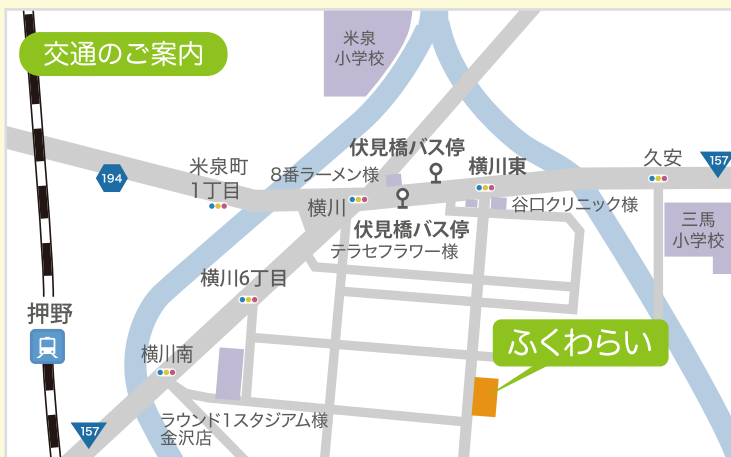 交通のご案内
米泉
小学校
伏見橋バス停
久安
157
194
米泉町
1丁目
8番ラーメン様
横川東
横川
谷口クリニック様
伏見橋バス停
テラセフラワー様
三馬
小学校
横川6丁目
押野
横川南
ふくわらい
ラウンド1スタジアム様
金沢店
157